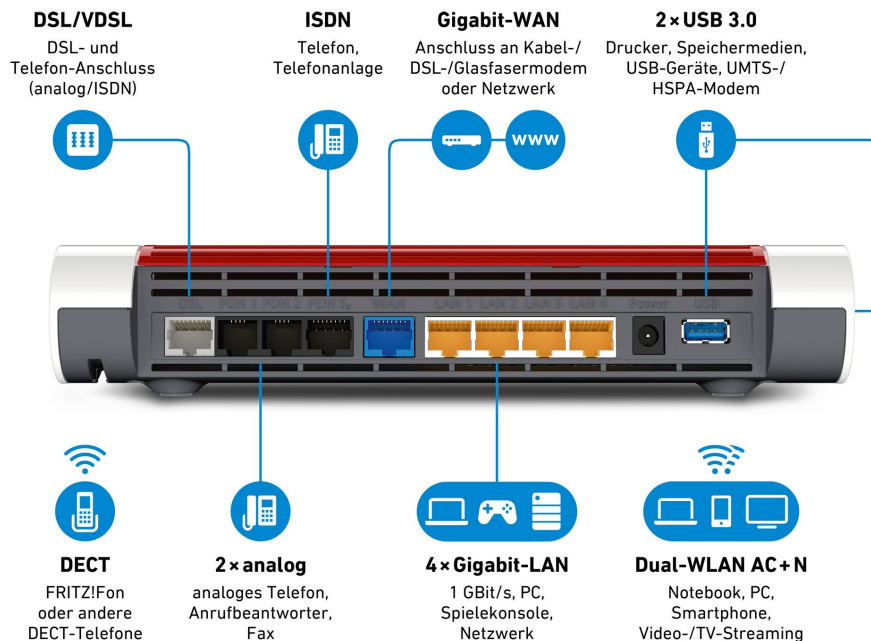 DSL/VDSL
DSL- und
Telefon-Anschluss
(analog/ISDN)
ISDN
Telefon,
Telefonanlage
Gigabit-WAN
Anschluss an Kabel-/
DSL-/Glasfasermodem
oder Netzwerk
2×USB 3.0
Drucker, Speichermedien,
USB-Geräte, UMTS-/
HSPA-Modem
WWW
DSL FON 1 FON 2 FON S₀ WAN LAN 1 LAN 2 LAN 3 LAN 4 Power USB
DECT
FRITZ!Fon
oder andere
DECT-Telefone
2×analog
analoges Telefon,
Anrufbeantworter,
Fax
4×Gigabit-LAN
1 GBit/s, PC,
Spielekonsole,
Netzwerk
Dual-WLAN AC+N
Notebook, PC,
Smartphone,
Video-/TV-Streaming